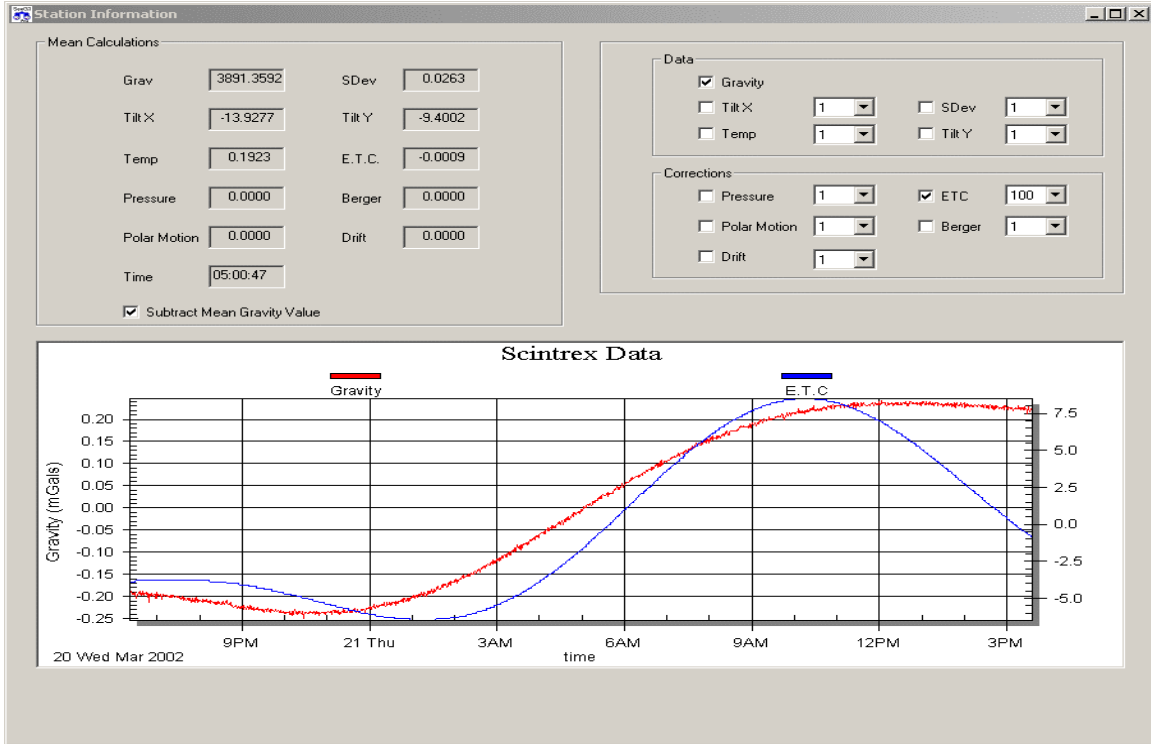 Station Information
Mean Calculations
Grav 3891.3592 SDev 0.0263
Tilt X -13.9277 Tilt Y -9.4002
Temp 0.1923 E.T.C. -0.0009
Pressure 0.0000 Berger 0.0000
Polar Motion 0.0000 Drift 0.0000
Time 05:00:47
Subtract Mean Gravity Value
Data
Gravity
Tilt X 1 SDev 1
Temp 1 Tilt Y 1
Corrections
Pressure 1 ETC 100
Polar Motion 1 Berger 1
Drift 1
Scintrex Data
Gravity E.T.C
Gravity (mGals)
0.20
0.15
0.10
0.05
0.00
-0.05
-0.10
-0.15
-0.20
-0.25
7.5
5.0
2.5
0.0
-2.5
-5.0
9PM 21 Thu 3AM 6AM 9AM 12PM 3PM
20 Wed Mar 2002 time